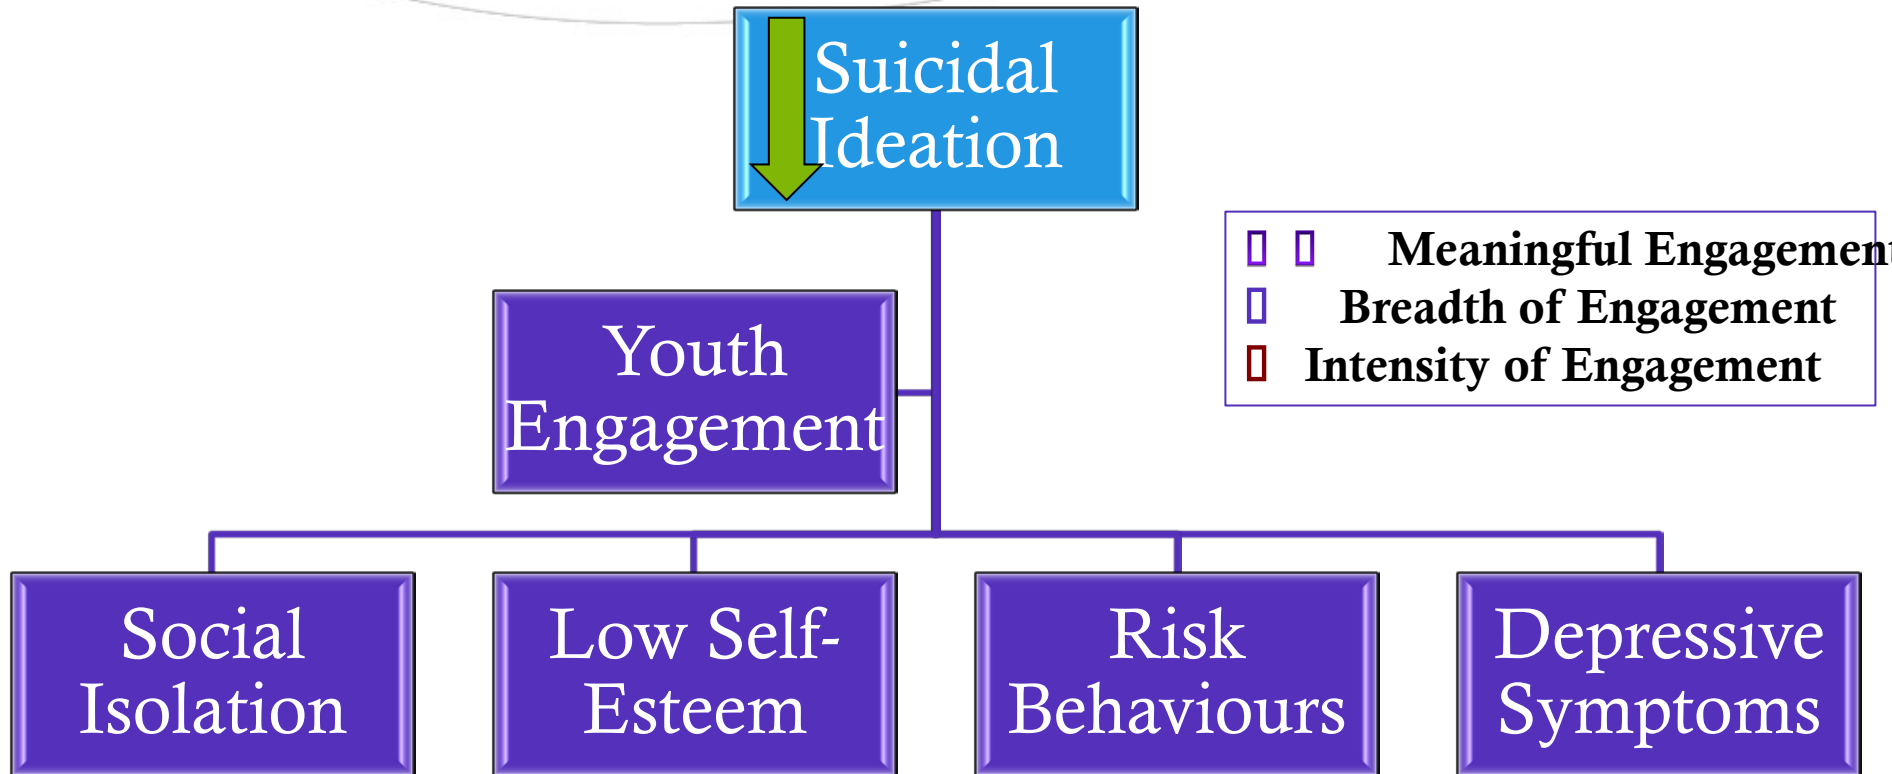 Suicidal
Ideation
▯ ▯ Meaningful Engagement
▯ Breadth of Engagement
▯ Intensity of Engagement
Youth
Engagement
Social
Isolation
Low Self-
Esteem
Risk
Behaviours
Depressive
Symptoms